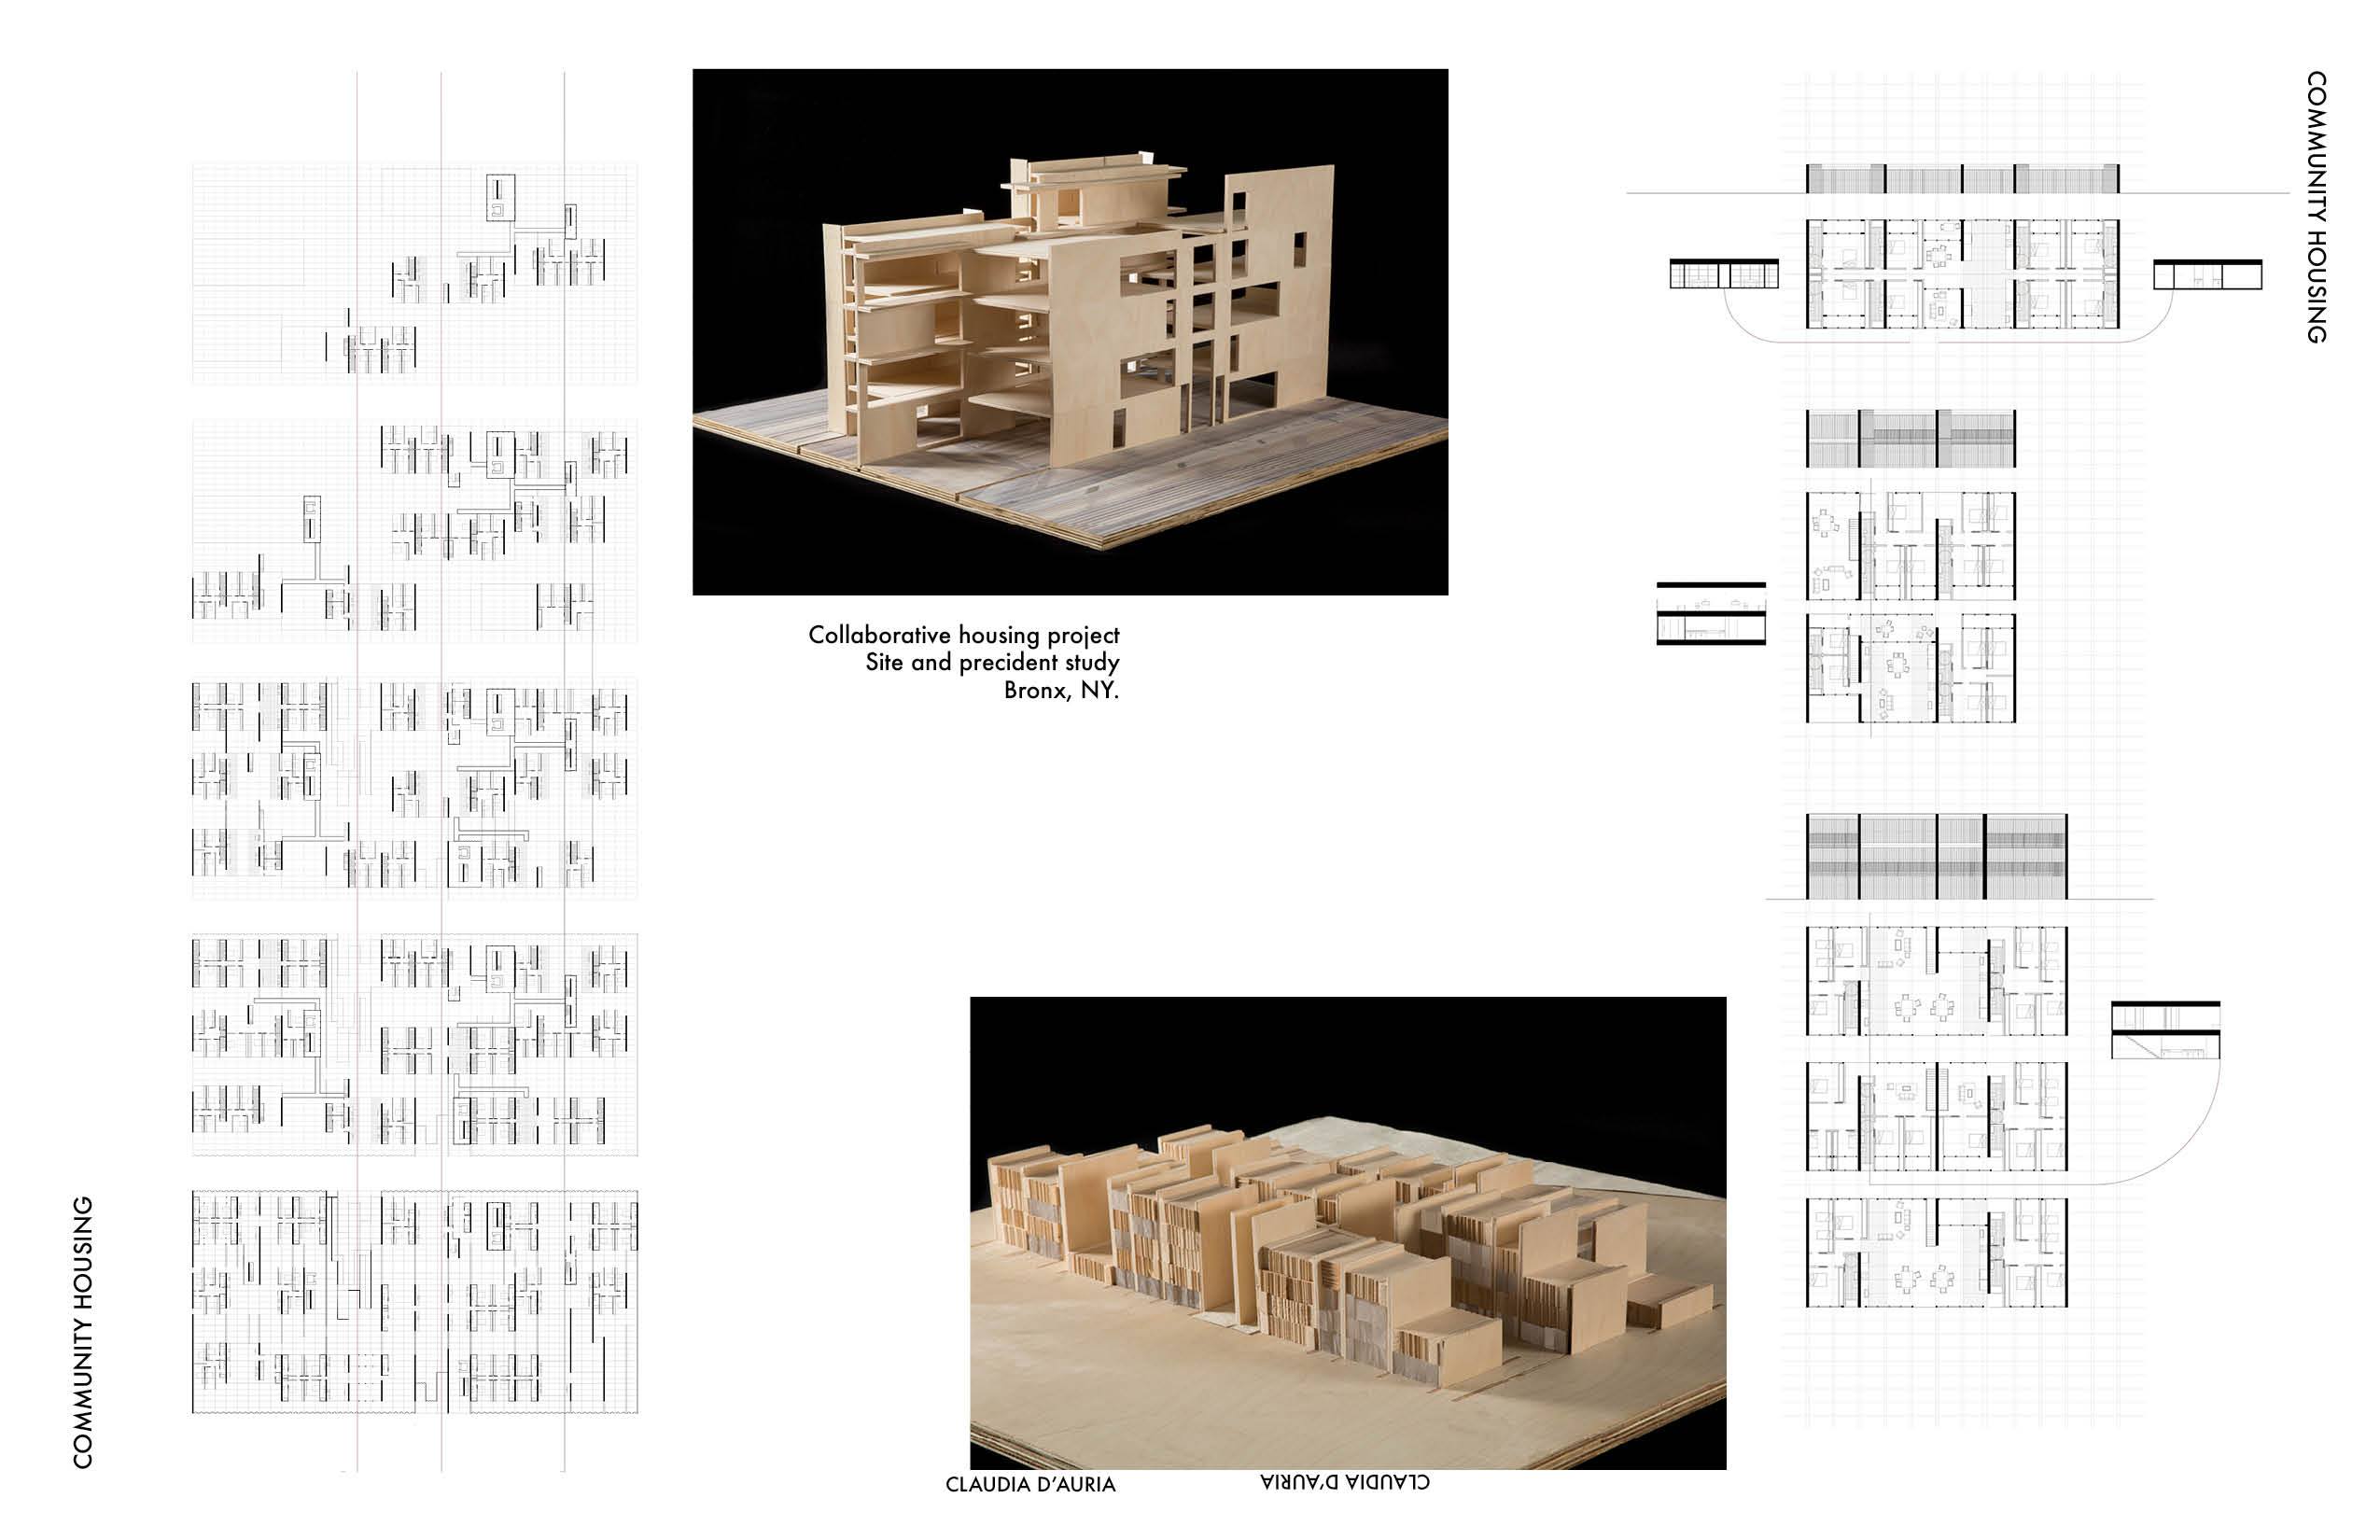 COMMUNITY HOUSING
COMMUNITY HOUSING
Collaborative housing project
Site and precident study
Bronx, NY.
CLAUDIA D'AURIA
CLAUDIA D'AURIA